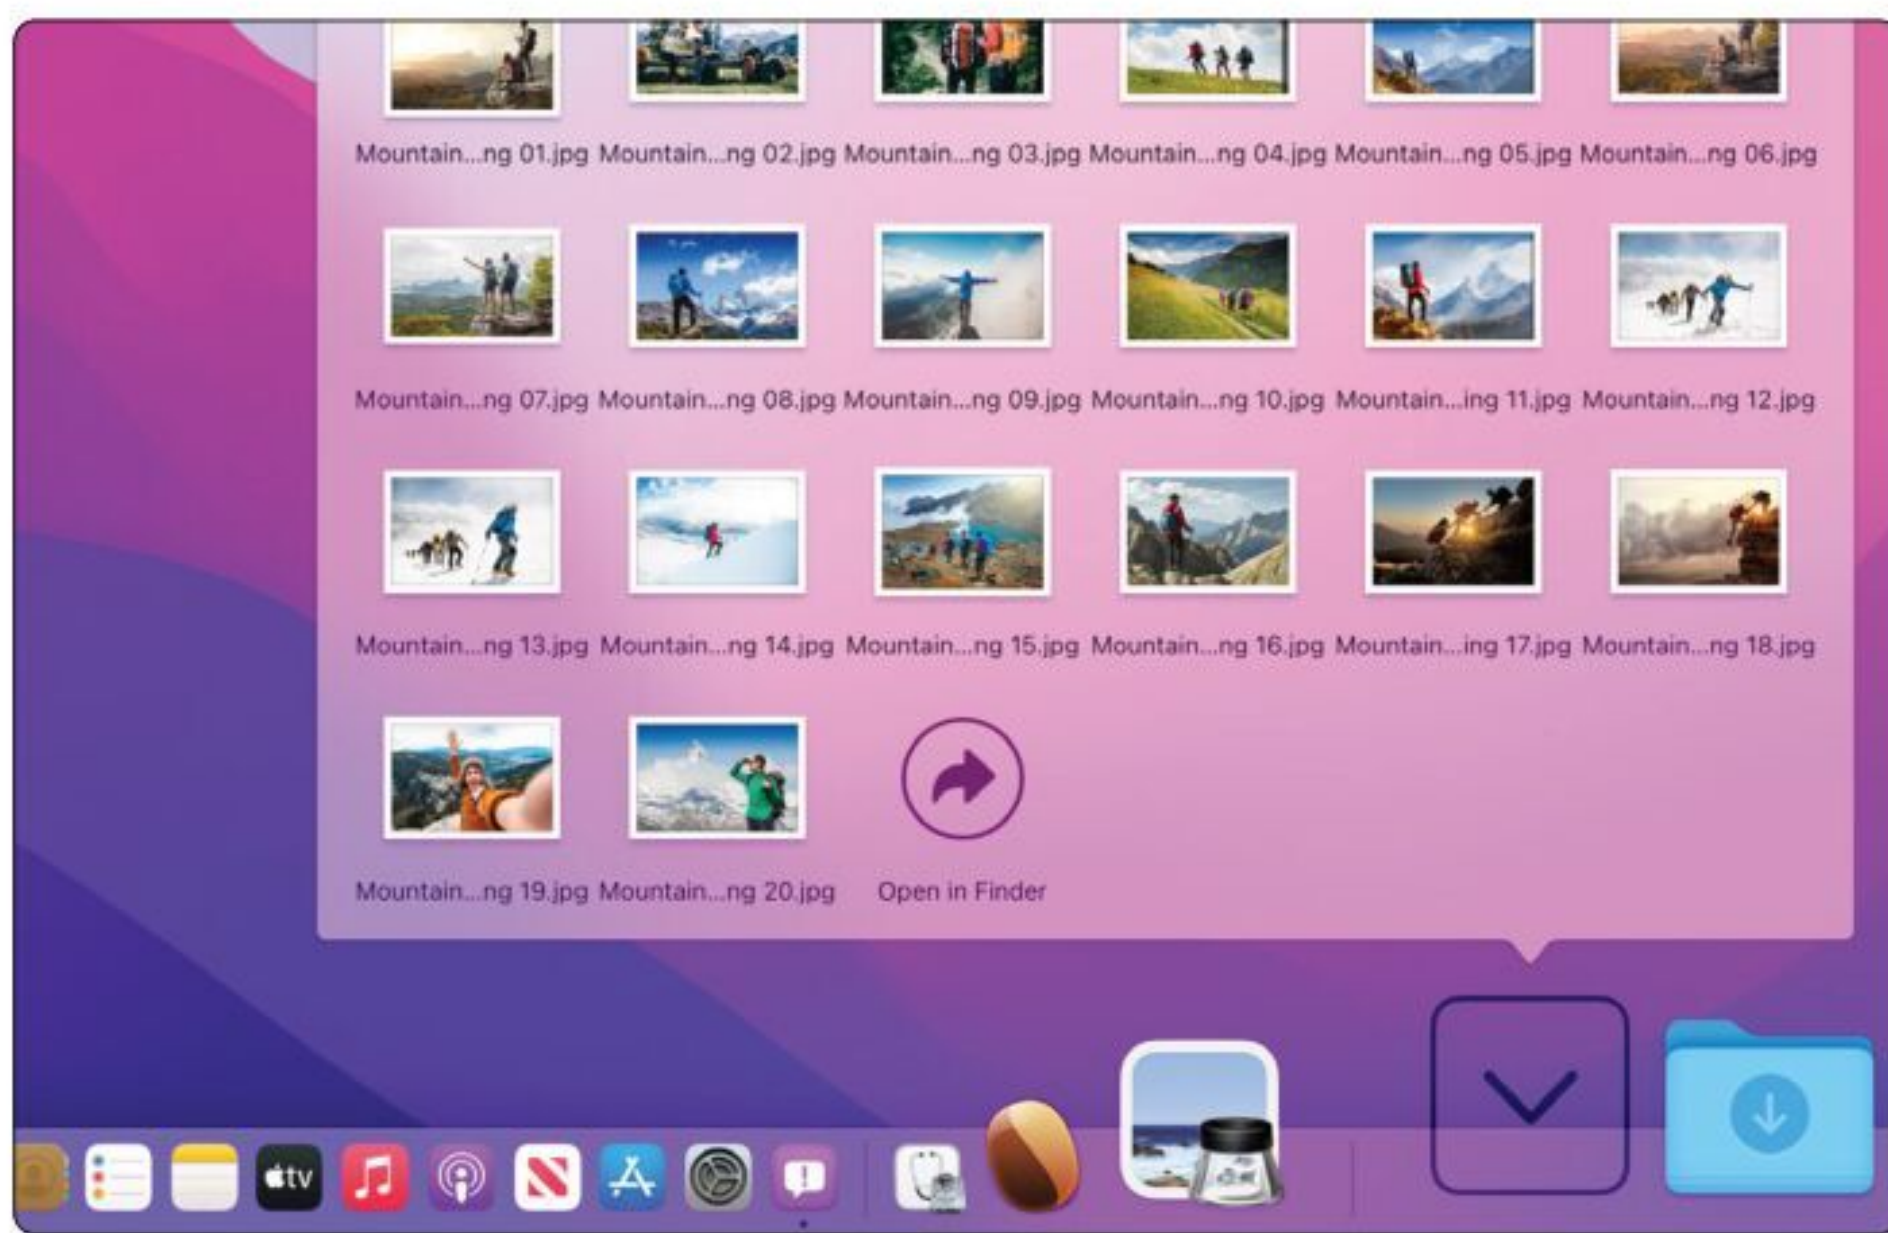 Mountain...ng 01.jpg Mountain...ng 02.jpg Mountain...ng 03.jpg Mountain...ng 04.jpg Mountain...ng 05.jpg Mountain...ng 06.jpg
Mountain...ng 07.jpg Mountain...ng 08.jpg Mountain...ng 09.jpg Mountain...ng 10.jpg Mountain...ing 11.jpg Mountain...ng 12.jpg
Mountain...ng 13.jpg Mountain...ng 14.jpg Mountain...ng 15.jpg Mountain...ng 16.jpg Mountain...ing 17.jpg Mountain...ng 18.jpg
Mountain...ng 19.jpg Mountain...ng 20.jpg Open in Finder
tv